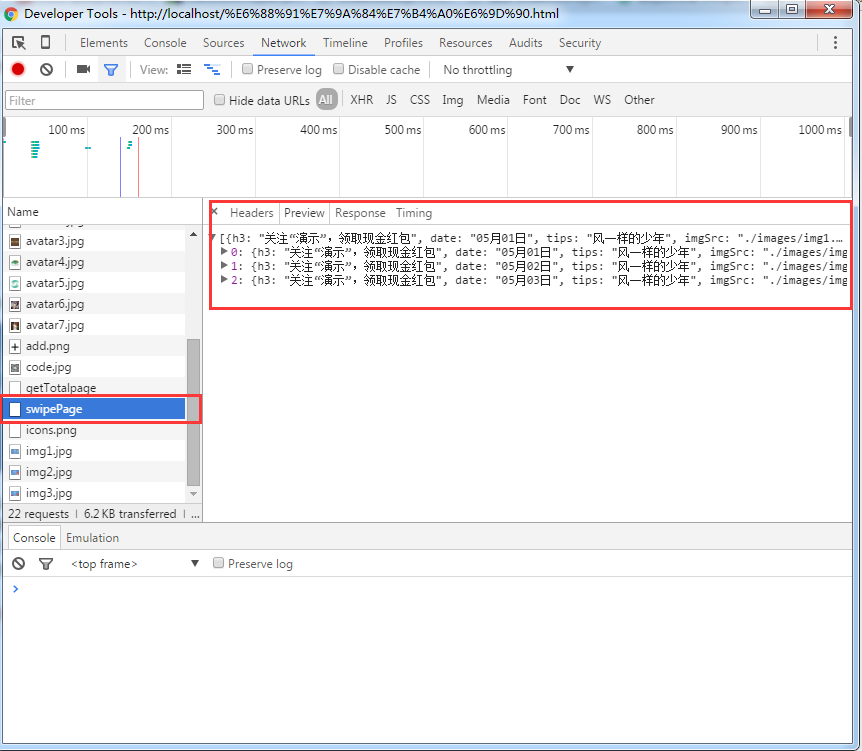 Developer Tools - http://localhost/%E6%88%91%E7%9A%84%E7%B4%A0%E6%9D%90.html
Elements Console Sources Network Timeline Profiles Resources Audits Security
View: Preserve log Disable cache No throttling
Filter Hide data URLs All XHR JS CSS Img Media Font Doc WS Other
100 ms 200 ms 300 ms 400 ms 500 ms 600 ms 700 ms 800 ms 900 ms 1000 ms
Name
× Headers Preview Response Timing
avatar3.jpg
avatar4.jpg
avatar5.jpg
avatar6.jpg
avatar7.jpg
add.png
code.jpg
getTotalpage
swipePage
icons.png
img1.jpg
img2.jpg
img3.jpg
[{h3: "关注“演示”，领取现金红包", date: "05月01日", tips: "风一样的少年", imgSrc: "./images/img1.…
0: {h3: "关注“演示”，领取现金红包", date: "05月01日", tips: "风一样的少年", imgSrc: "./images/img
1: {h3: "关注“演示”，领取现金红包", date: "05月02日", tips: "风一样的少年", imgSrc: "./images/img
2: {h3: "关注“演示”，领取现金红包", date: "05月03日", tips: "风一样的少年", imgSrc: "./images/img
22 requests | 6.2 KB transferred | ...
Console Emulation
<top frame> Preserve log